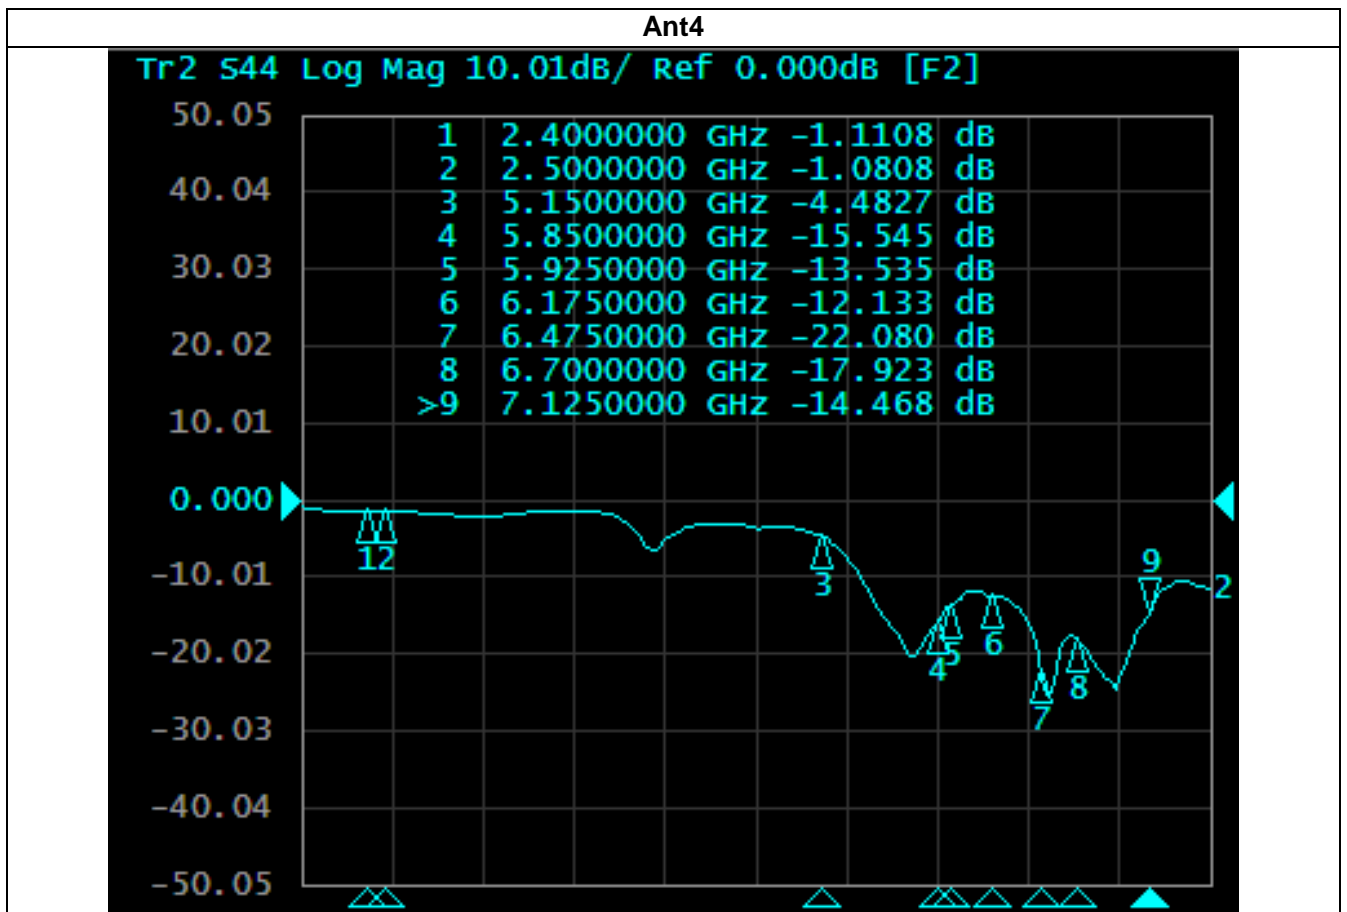 Ant4
Tr2 S44 Log Mag 10.01dB/ Ref 0.000dB [F2]
50.05
1 2.4000000 GHz -1.1108 dB
2 2.5000000 GHz -1.0808 dB
40.04
3 5.1500000 GHz -4.4827 dB
4 5.8500000 GHz -15.545 dB
30.03
5 5.9250000 GHz -13.535 dB
6 6.1750000 GHz -12.133 dB
20.02
7 6.4750000 GHz -22.080 dB
8 6.7000000 GHz -17.923 dB
>9 7.1250000 GHz -14.468 dB
10.01
0.000
12
9
-10.01
3
2
-20.02
4
5
6
8
7
-30.03
-40.04
-50.05